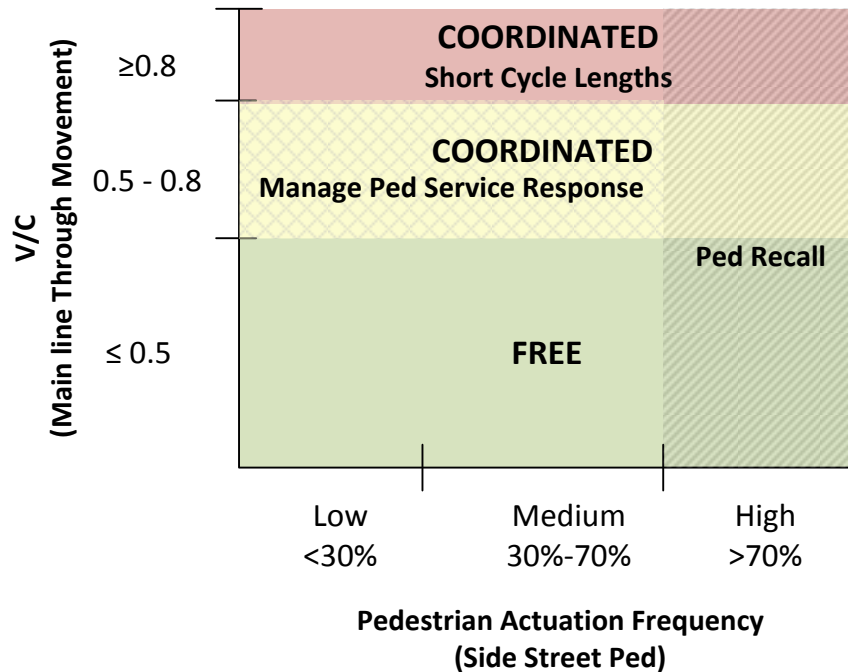 V/C
(Main line Through Movement)
≥0.8
0.5 - 0.8
≤ 0.5
COORDINATED
Short Cycle Lengths
COORDINATED
Manage Ped Service Response
Ped Recall
FREE
Low
<30%
Medium
30%-70%
High
>70%
Pedestrian Actuation Frequency
(Side Street Ped)